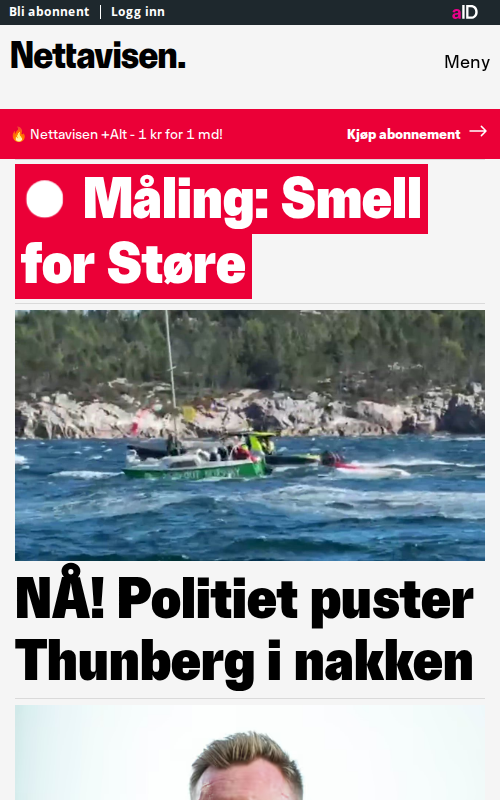 Bli abonnent
Logg inn
aID
Nettavisen.
Meny
🔥 Nettavisen +Alt - 1 kr for 1 md!
Kjøp abonnement →
Måling: Smell
for Støre
NÅ! Politiet puster
Thunberg i nakken